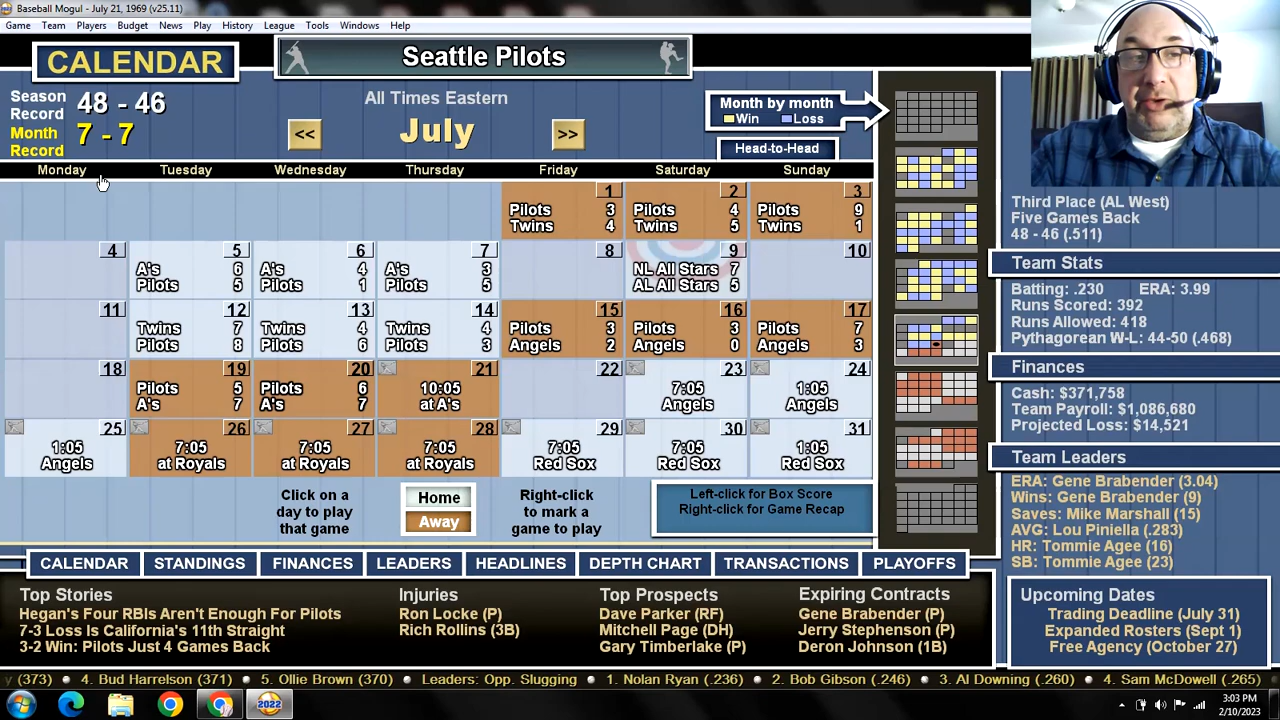 Baseball Mogul - July 21, 1969 (v25.11)
Game Team Players Budget News Play History League Tools Windows Help
CALENDAR
Seattle Pilots
Season Record 48 - 46
Month Record 7 - 7
All Times Eastern
<< July >>
Month by month
Win Loss
Head-to-Head
Monday Tuesday Wednesday Thursday Friday Saturday Sunday
1 2 3
Pilots 3 Pilots 4 Pilots 9
Twins 4 Twins 5 Twins 1
4 5 6 7 8 9 10
A's 6 A's 4 A's 3 NL All Stars 7
Pilots 5 Pilots 1 Pilots 5 AL All Stars 5
11 12 13 14 15 16 17
Twins 7 Twins 4 Twins 4 Pilots 3 Pilots 3 Pilots 7
Pilots 8 Pilots 6 Pilots 3 Angels 2 Angels 0 Angels 3
18 19 20 21 22 23 24
Pilots 5 Pilots 6 10:05 7:05 1:05
A's 7 A's 7 at A's Angels Angels
25 26 27 28 29 30 31
1:05 7:05 7:05 7:05 7:05 7:05 1:05
Angels at Royals at Royals at Royals Red Sox Red Sox Red Sox
Click on a day to play that game
Home
Away
Right-click to mark a game to play
Left-click for Box Score
Right-click for Game Recap
Third Place (AL West)
Five Games Back
48 - 46 (.511)
Team Stats
Batting: .230 ERA: 3.99
Runs Scored: 392
Runs Allowed: 418
Pythagorean W-L: 44-50 (.468)
Finances
Cash: $371,758
Team Payroll: $1,086,680
Projected Loss: $14,521
Team Leaders
ERA: Gene Brabender (3.04)
Wins: Gene Brabender (9)
Saves: Mike Marshall (15)
AVG: Lou Piniella (.283)
HR: Tommie Agee (16)
SB: Tommie Agee (23)
CALENDAR STANDINGS FINANCES LEADERS HEADLINES DEPTH CHART TRANSACTIONS PLAYOFFS
Top Stories
Hegan's Four RBIs Aren't Enough For Pilots
7-3 Loss Is California's 11th Straight
3-2 Win: Pilots Just 4 Games Back
Injuries
Ron Locke (P)
Rich Rollins (3B)
Top Prospects
Dave Parker (RF)
Mitchell Page (DH)
Gary Timberlake (P)
Expiring Contracts
Gene Brabender (P)
Jerry Stephenson (P)
Deron Johnson (1B)
Upcoming Dates
Trading Deadline (July 31)
Expanded Rosters (Sept 1)
Free Agency (October 27)
y (373) 4. Bud Harrelson (371) 5. Ollie Brown (370) Leaders: Opp. Slugging 1. Nolan Ryan (.236) 2. Bob Gibson (.246) 3. Al Downing (.260) 4. Sam McDowell (.265)
2022
3:03 PM
2/10/2023